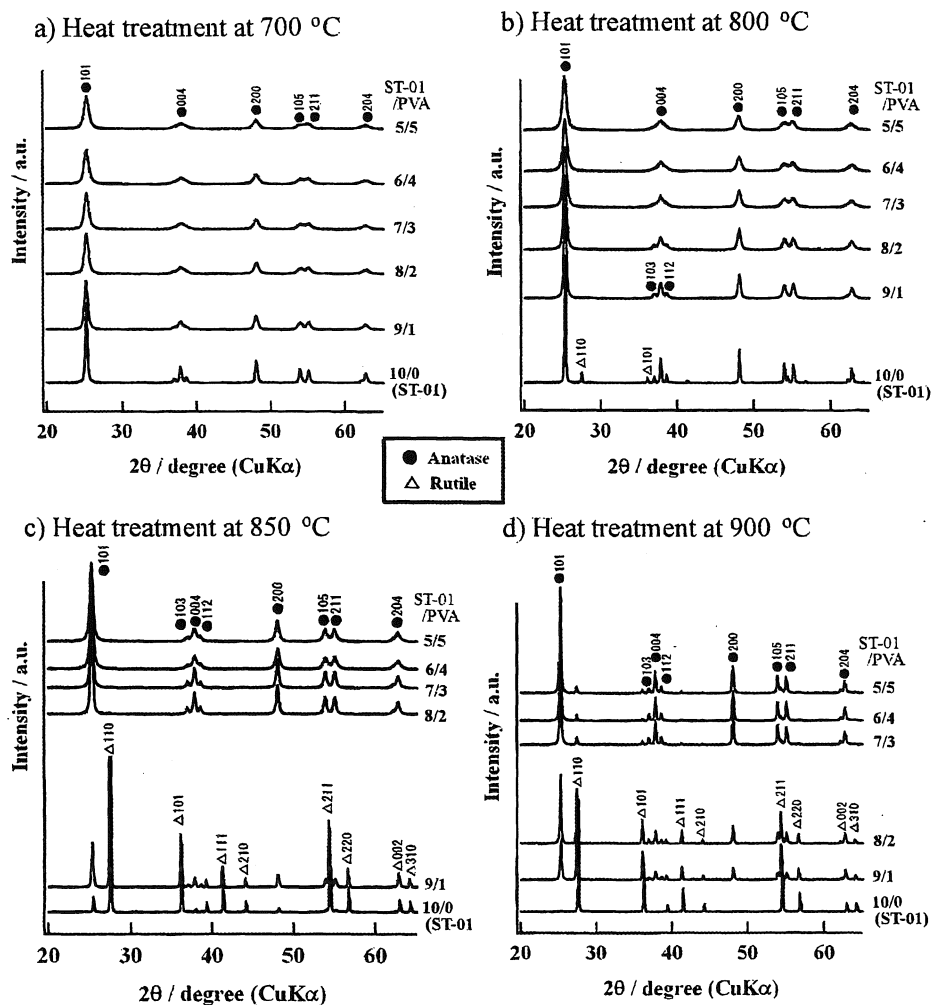 a) Heat treatment at 700 °C
Intensity / a.u.
●101
●004
●200
●105
●211
●204
ST-01
/PVA
5/5
6/4
7/3
8/2
9/1
10/0
(ST-01)
20 30 40 50 60
2θ / degree (CuKα)
b) Heat treatment at 800 °C
Intensity / a.u.
●101
●004
●200
●105
●211
●204
ST-01
/PVA
5/5
6/4
7/3
8/2
●103
●112
9/1
△110
△101
10/0
(ST-01)
20 30 40 50 60
2θ / degree (CuKα)
● Anatase
△ Rutile
c) Heat treatment at 850 °C
Intensity / a.u.
●101
●103
●004
●112
●200
●105
●211
●204
ST-01
/PVA
5/5
6/4
7/3
8/2
△110
△101
△111
△210
△211
△220
△002
△310
9/1
10/0
(ST-01
20 30 40 50 60
2θ / degree (CuKα)
d) Heat treatment at 900 °C
Intensity / a.u.
●101
●103
●004
●112
●200
●105
●211
●204
ST-01
/PVA
5/5
6/4
7/3
△110
△101
△111
△210
△211
△220
△002
△310
8/2
9/1
10/0
(ST-01)
20 30 40 50 60
2θ / degree (CuKα)